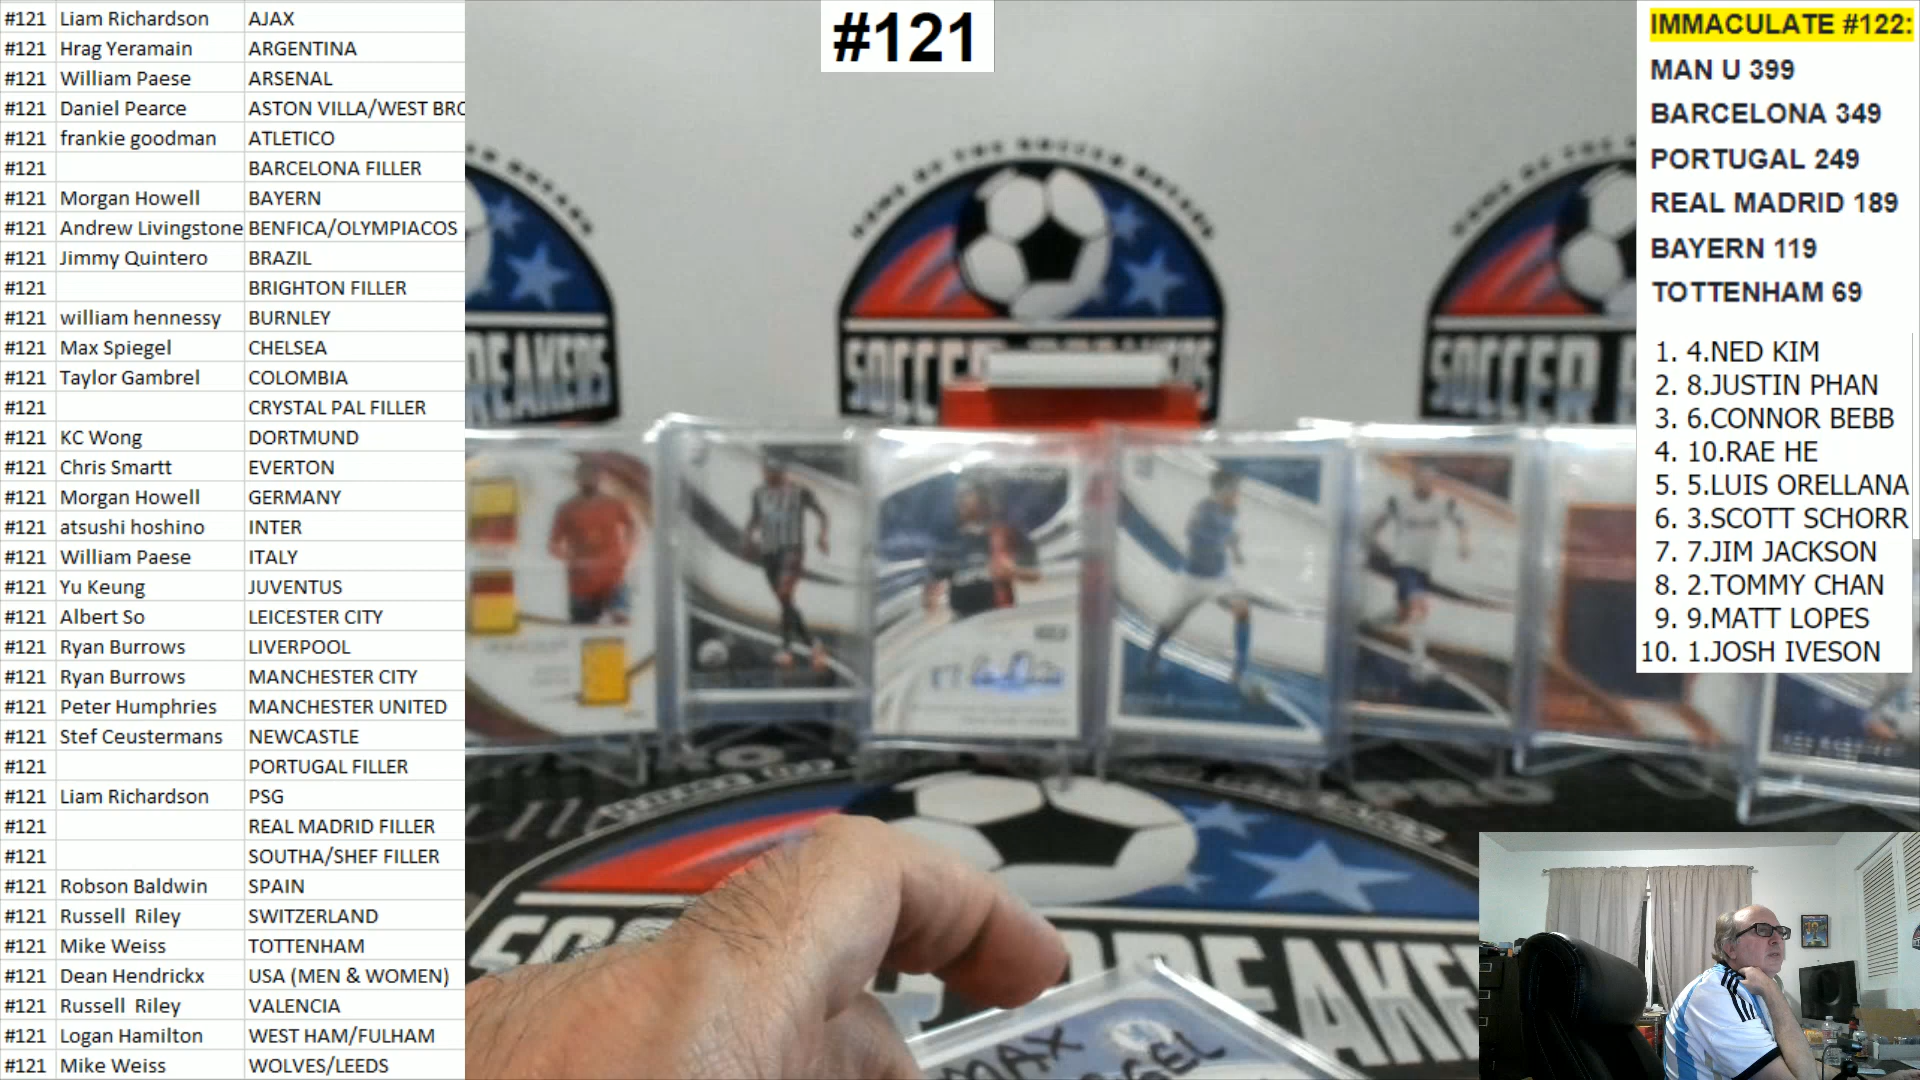 #121 Liam Richardson AJAX
#121 Hrag Yeramain ARGENTINA
#121 William Paese ARSENAL
#121 Daniel Pearce ASTON VILLA/WEST BRO
#121 frankie goodman ATLETICO
#121 BARCELONA FILLER
#121 Morgan Howell BAYERN
#121 Andrew Livingstone BENFICA/OLYMPIACOS
#121 Jimmy Quintero BRAZIL
#121 BRIGHTON FILLER
#121 william hennessy BURNLEY
#121 Max Spiegel CHELSEA
#121 Taylor Gambrel COLOMBIA
#121 CRYSTAL PAL FILLER
#121 KC Wong DORTMUND
#121 Chris Smartt EVERTON
#121 Morgan Howell GERMANY
#121 atsushi hoshino INTER
#121 William Paese ITALY
#121 Yu Keung JUVENTUS
#121 Albert So LEICESTER CITY
#121 Ryan Burrows LIVERPOOL
#121 Ryan Burrows MANCHESTER CITY
#121 Peter Humphries MANCHESTER UNITED
#121 Stef Ceustermans NEWCASTLE
#121 PORTUGAL FILLER
#121 Liam Richardson PSG
#121 REAL MADRID FILLER
#121 SOUTHA/SHEF FILLER
#121 Robson Baldwin SPAIN
#121 Russell Riley SWITZERLAND
#121 Mike Weiss TOTTENHAM
#121 Dean Hendrickx USA (MEN & WOMEN)
#121 Russell Riley VALENCIA
#121 Logan Hamilton WEST HAM/FULHAM
#121 Mike Weiss WOLVES/LEEDS
#121
BREAKERS
SOCCER
MAX
IMMACULATE #122:
MAN U 399
BARCELONA 349
PORTUGAL 249
REAL MADRID 189
BAYERN 119
TOTTENHAM 69
1. 4.NED KIM
2. 8.JUSTIN PHAN
3. 6.CONNOR BEBB
4. 10.RAE HE
5. 5.LUIS ORELLANA
6. 3.SCOTT SCHORR
7. 7.JIM JACKSON
8. 2.TOMMY CHAN
9. 9.MATT LOPES
10. 1.JOSH IVESON